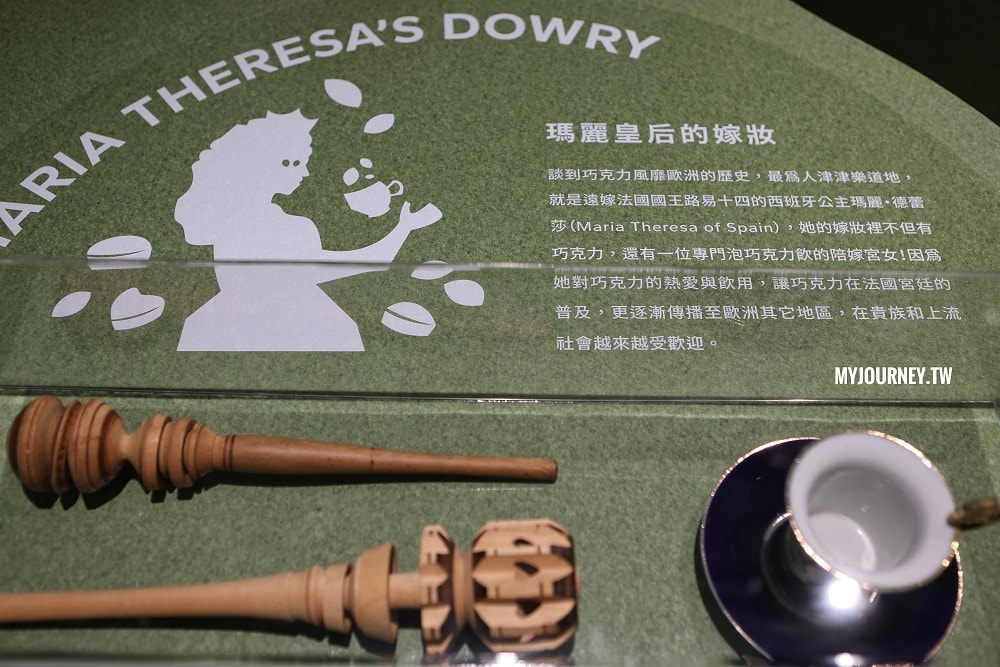 MARIA THERESA'S DOWRY
瑪麗皇后的嫁妝
談到巧克力風靡歐洲的歷史，最爲人津津樂道地，
就是遠嫁法國國王路易十四的西班牙公主瑪麗·德蕾
莎(Maria Theresa of Spain)，她的嫁妝裡不但有
巧克力，還有一位專門泡巧克力飲的陪嫁宮女!因爲
她對巧克力的熱愛與飲用，讓巧克力在法國宮廷的
普及，更逐漸傳播至歐洲其它地區，在貴族和上流
社會越來越受歡迎。
MYJOURNEY.TW